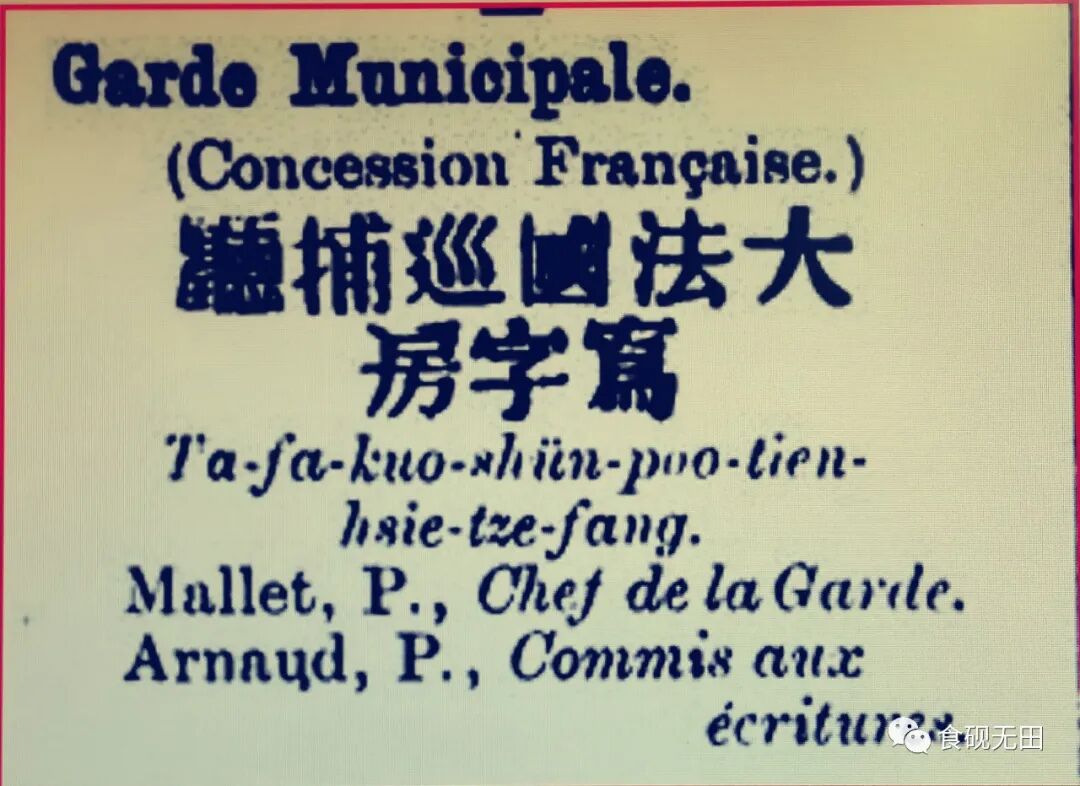 Garde Municipale.
(Concession Française.)
大法國巡捕
寫字房
Ta-fa-kuo-shün-poo-tien-
hsie-tze-fang.
Mallet, P., Chef de la Garde.
Arnaud, P., Commis aux
écritures.
食砚无田